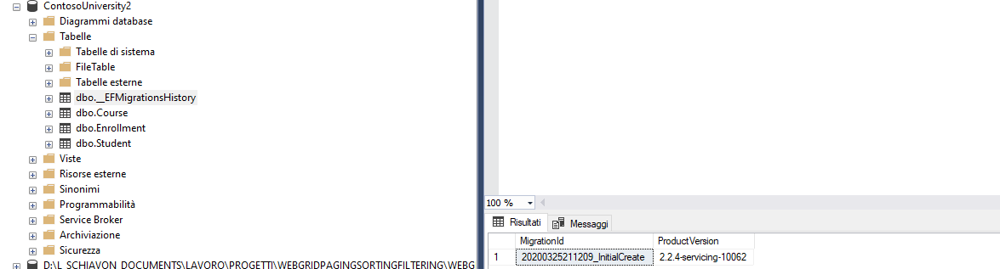 ContosoUniversity2
Diagrammi database
Tabelle
Tabelle di sistema
FileTable
Tabelle esterne
dbo.__EFMigrationsHistory
dbo.Course
dbo.Enrollment
dbo.Student
Viste
Risorse esterne
Sinonimi
Programmabilità
Service Broker
Archiviazione
Sicurezza
D:\L_SCHIAVON_DOCUMENTS\LAVORO\PROGETTI\WEBGRIDPAGINGSORTINGFILTERING\WEBG
100 %
Risultati Messaggi
MigrationId ProductVersion
1 20200325211209_InitialCreate 2.2.4-servicing-10062